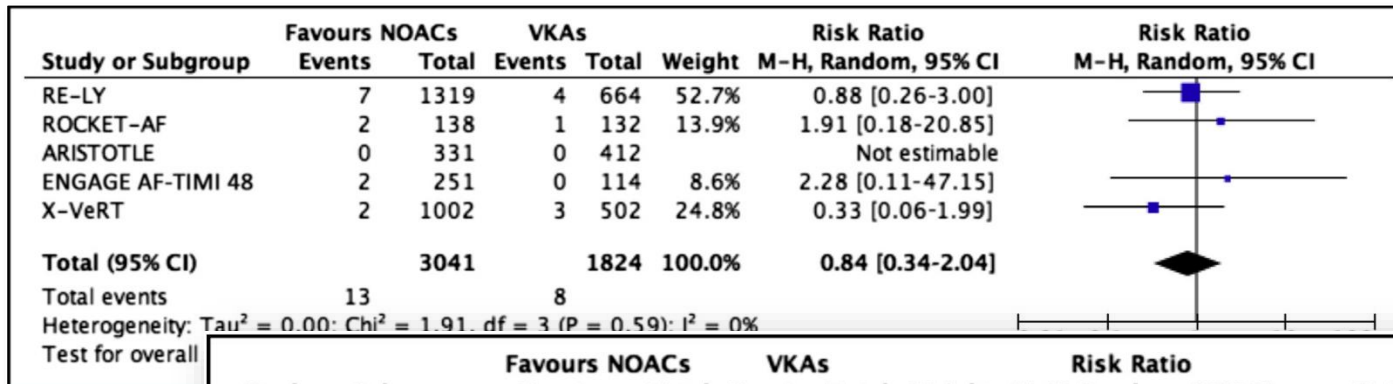 Favours NOACs VKAs Risk Ratio Risk Ratio
Study or Subgroup Events Total Events Total Weight M-H, Random, 95% CI M-H, Random, 95% CI
RE-LY 7 1319 4 664 52.7% 0.88 [0.26-3.00]
ROCKET-AF 2 138 1 132 13.9% 1.91 [0.18-20.85]
ARISTOTLE 0 331 0 412 Not estimable
ENGAGE AF-TIMI 48 2 251 0 114 8.6% 2.28 [0.11-47.15]
X-VeRT 2 1002 3 502 24.8% 0.33 [0.06-1.99]
Total (95% CI) 3041 1824 100.0% 0.84 [0.34-2.04]
Total events 13 8
Heterogeneity: Tau² = 0.00; Chi² = 1.91, df = 3 (P = 0.59); I² = 0%
Test for overall
Favours NOACs VKAs Risk Ratio